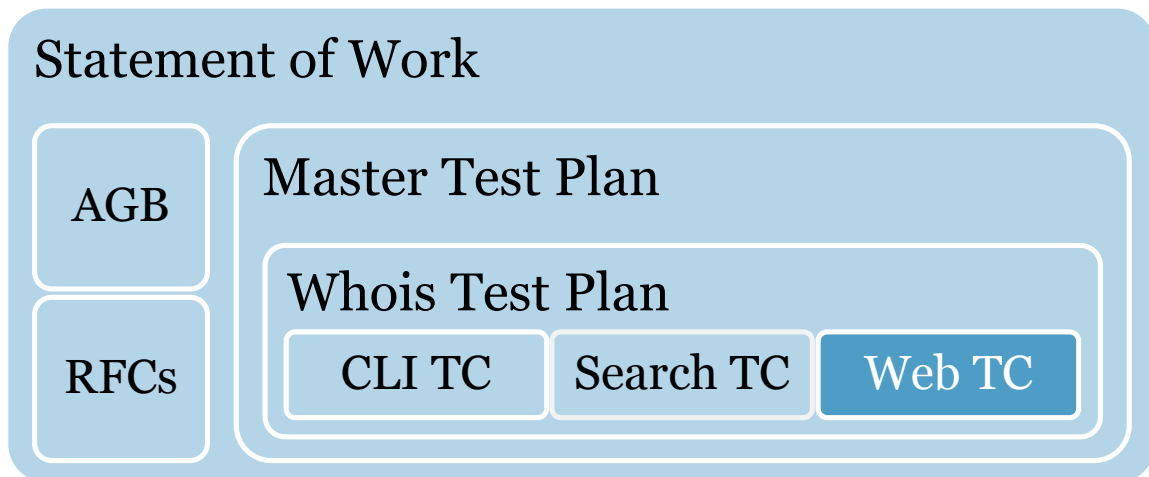 Statement of Work
AGB
RFCs
Master Test Plan
Whois Test Plan
CLI TC
Search TC
Web TC